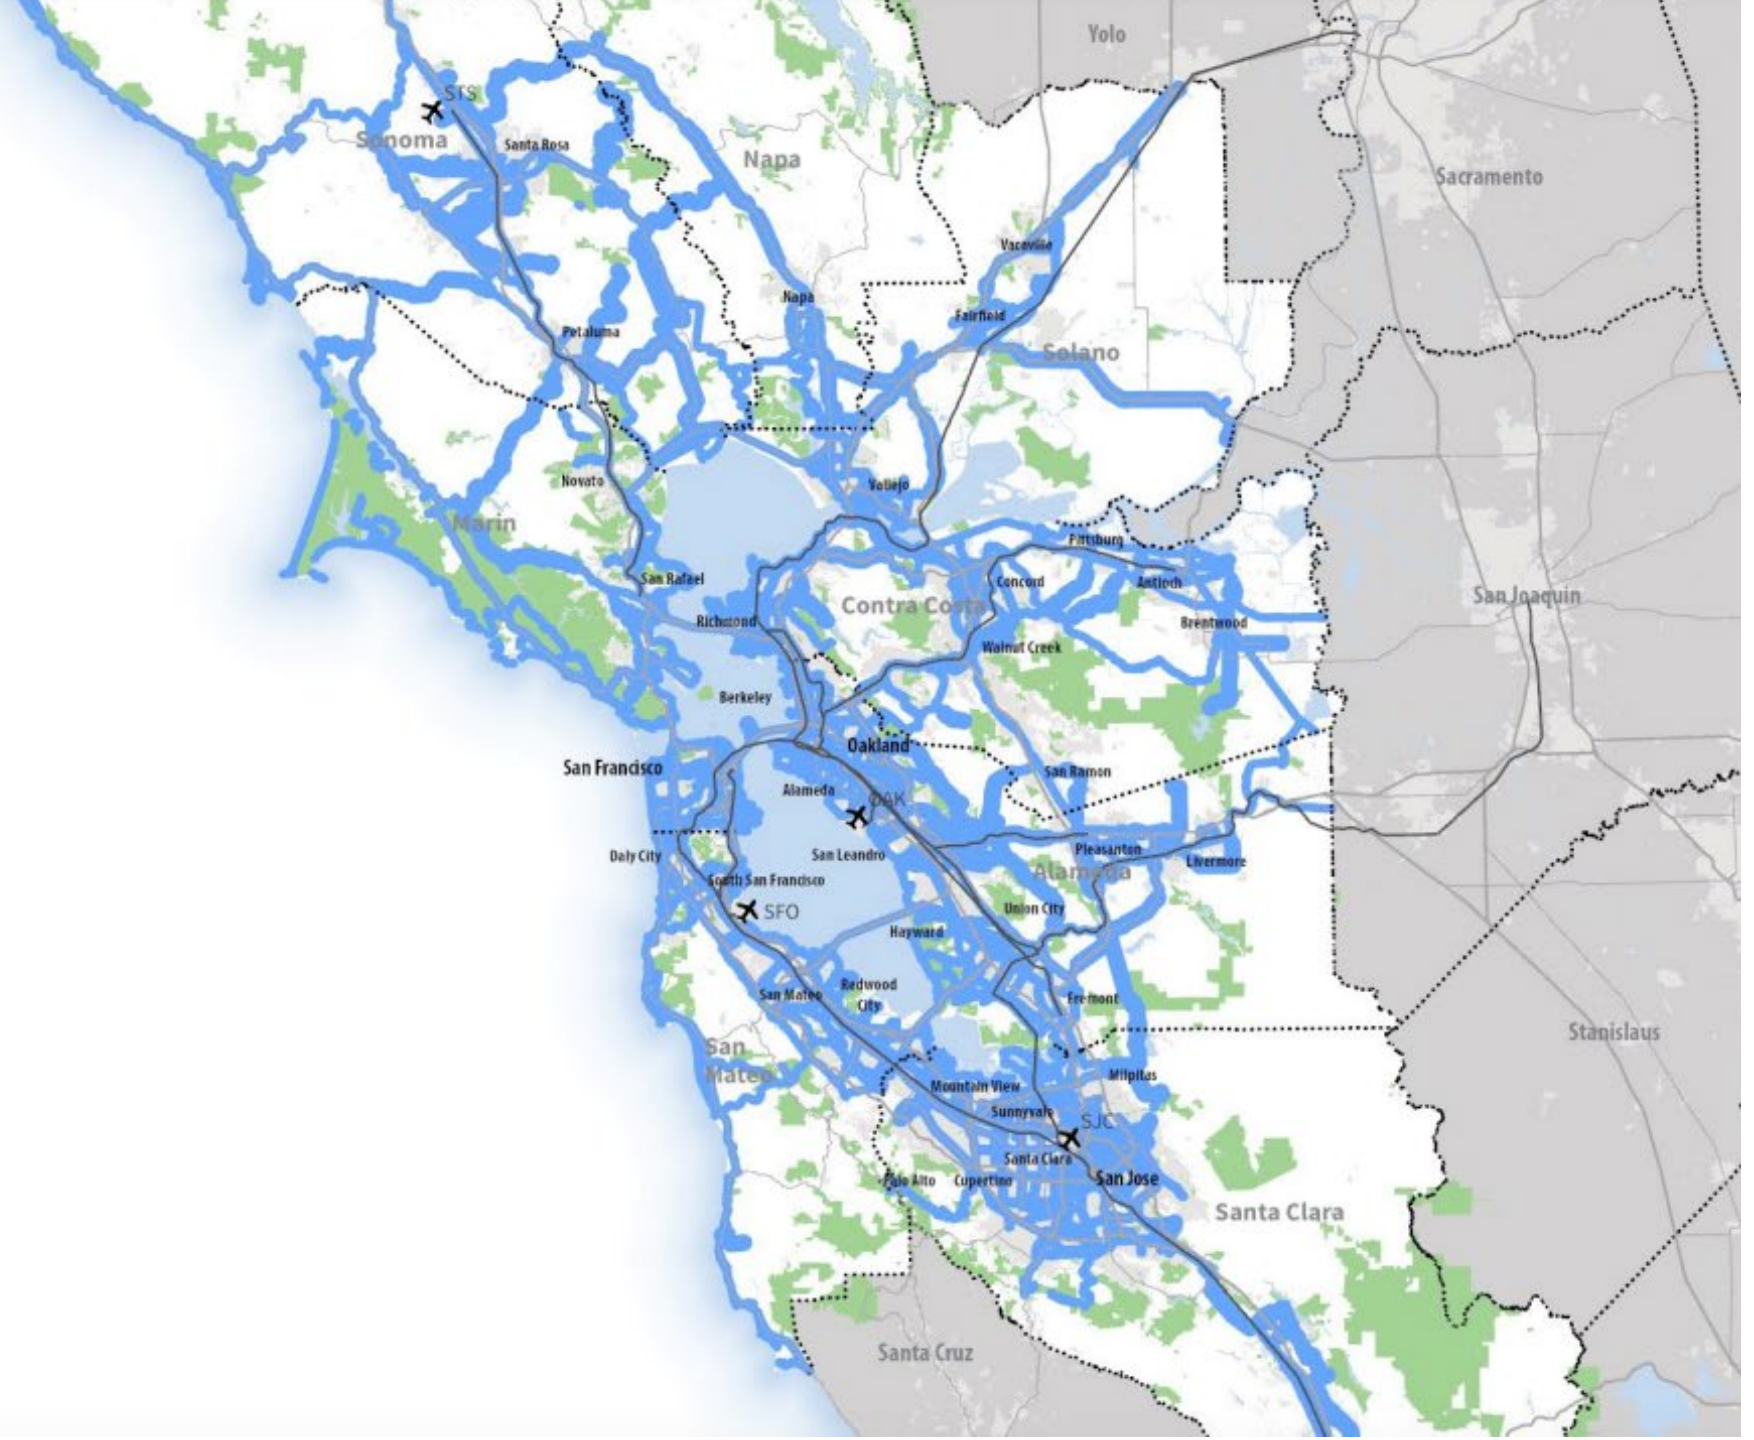 Yolo
STS
Sonoma
Santa Rosa
Napa
Sacramento
Vacaville
Napa
Fairfield
Petaluma
Solano
Novato
Vallejo
Marin
Pittsburg
San Rafael
Concord
Antioch
Contra Costa
San Joaquin
Richmond
Brentwood
Walnut Creek
Berkeley
Oakland
San Francisco
San Ramon
Alameda
OAK
Daly City
San Leandro
Pleasanton
Livermore
Alameda
South San Francisco
SFO
Union City
Hayward
San Mateo
Redwood
City
Fremont
Stanislaus
San
Mateo
Milpitas
Mountain View
Sunnyvale
SJC
Santa Clara
Palo Alto
Cupertino
San Jose
Santa Clara
Santa Cruz